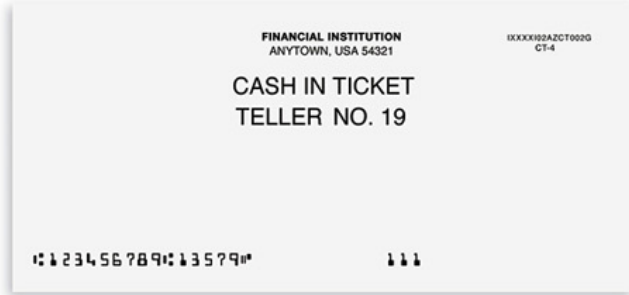 FINANCIAL INSTITUTION
ANYTOWN, USA 54321
IXXXXI02AZCT002G
CT-4
CASH IN TICKET
TELLER NO. 19
⑆123456789⑆13579⑈ 111